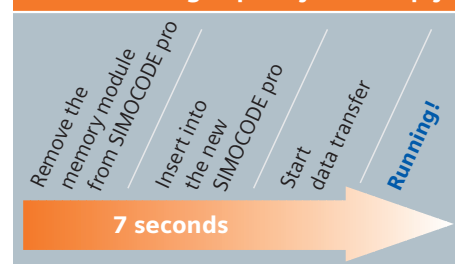 Remove the
memory module
from SIMOCODE pro
Insert into
the new
SIMOCODE pro
Start
data transfer
Running!
7 seconds